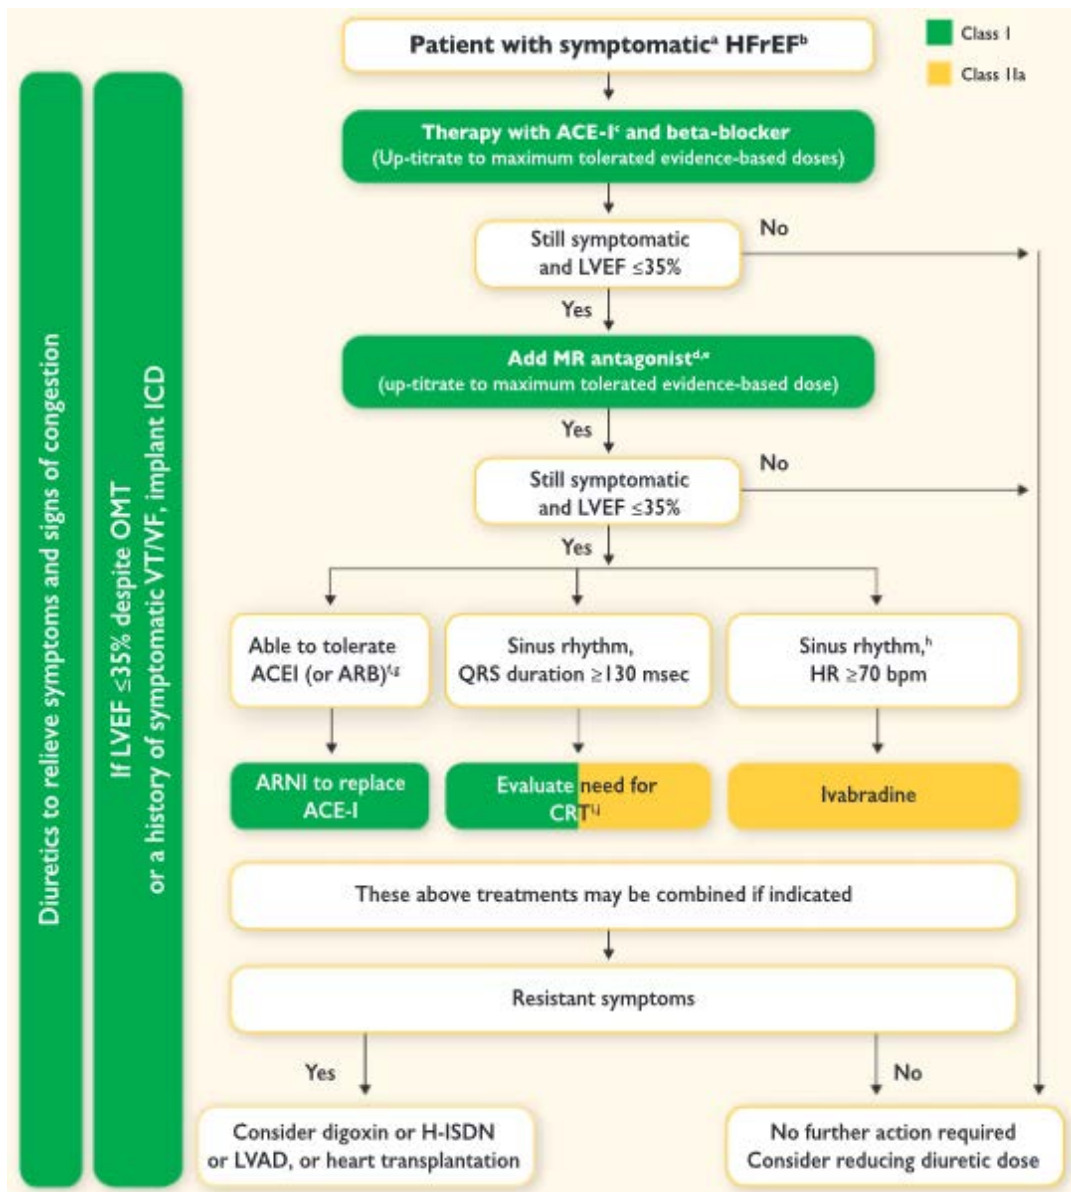 Patient with symptomaticᵃ HFrEFᵇ
Class I
Class IIa
Diuretics to relieve symptoms and signs of congestion
If LVEF ≤35% despite OMT
or a history of symptomatic VT/VF, implant ICD
Therapy with ACE-Iᶜ and beta-blocker
(Up-titrate to maximum tolerated evidence-based doses)
Still symptomatic
and LVEF ≤35%
No
Yes
Add MR antagonistᵈ,ᵉ
(up-titrate to maximum tolerated evidence-based dose)
Yes
Still symptomatic
and LVEF ≤35%
No
Yes
Able to tolerate
ACEI (or ARB)ᶠ,ᵍ
Sinus rhythm,
QRS duration ≥130 msec
Sinus rhythm,ʰ
HR ≥70 bpm
ARNI to replace
ACE-I
Evaluate need for
CRTⁱ,ʲ
Ivabradine
These above treatments may be combined if indicated
Resistant symptoms
Yes
No
Consider digoxin or H-ISDN
or LVAD, or heart transplantation
No further action required
Consider reducing diuretic dose